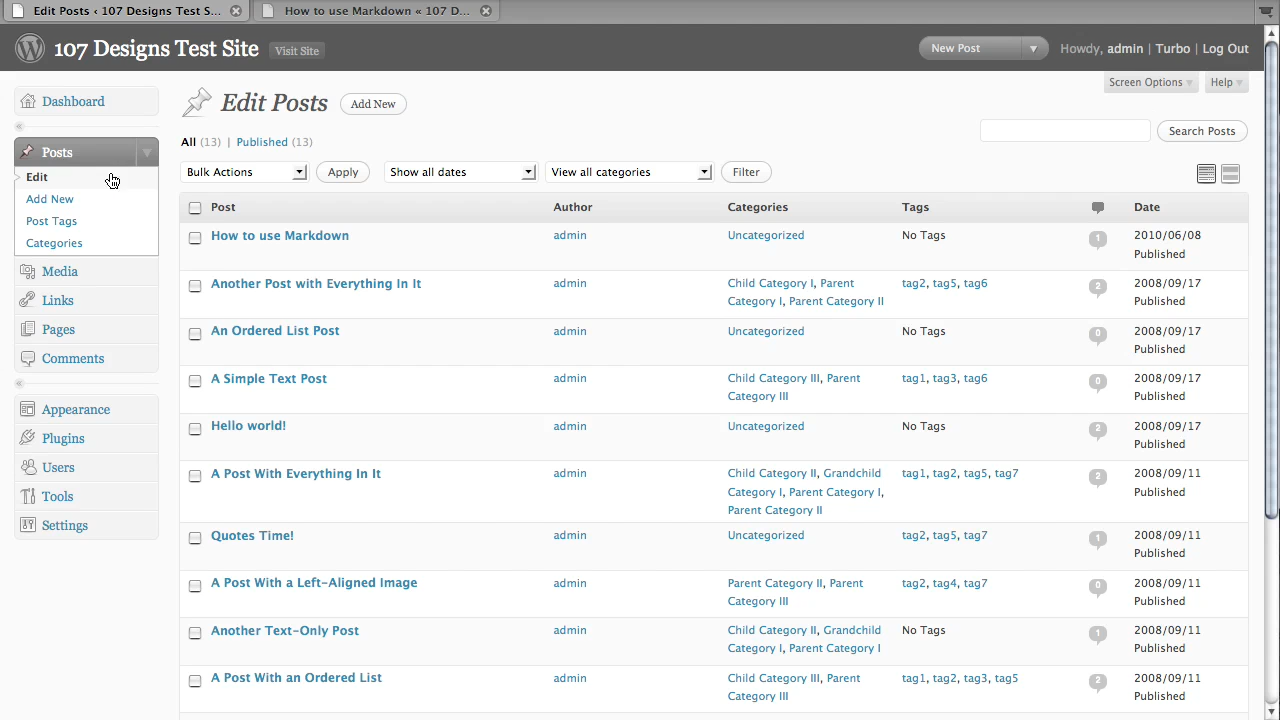 Edit Posts ‹ 107 Designs Test S...
How to use Markdown « 107 D...
107 Designs Test Site
Visit Site
New Post
Howdy, admin | Turbo | Log Out
Screen Options
Help
Dashboard
Posts
Edit
Add New
Post Tags
Categories
Media
Links
Pages
Comments
Appearance
Plugins
Users
Tools
Settings
Edit Posts
Add New
All (13) | Published (13)
Search Posts
Bulk Actions
Apply
Show all dates
View all categories
Filter
Post Author Categories Tags Date
How to use Markdown admin Uncategorized No Tags 1 2010/06/08
Published
Another Post with Everything In It admin Child Category I, Parent tag2, tag5, tag6 2 2008/09/17
Category I, Parent Category II Published
An Ordered List Post admin Uncategorized No Tags 0 2008/09/17
Published
A Simple Text Post admin Child Category III, Parent tag1, tag3, tag6 0 2008/09/17
Category III Published
Hello world! admin Uncategorized No Tags 2 2008/09/17
Published
A Post With Everything In It admin Child Category II, Grandchild tag1, tag2, tag5, tag7 2 2008/09/11
Category I, Parent Category I, Published
Parent Category II
Quotes Time! admin Uncategorized tag2, tag5, tag7 1 2008/09/11
Published
A Post With a Left-Aligned Image admin Parent Category II, Parent tag2, tag4, tag7 0 2008/09/11
Category III Published
Another Text-Only Post admin Child Category II, Grandchild No Tags 1 2008/09/11
Category I, Parent Category I Published
A Post With an Ordered List admin Child Category III, Parent tag1, tag2, tag3, tag5 2 2008/09/11
Category III Published